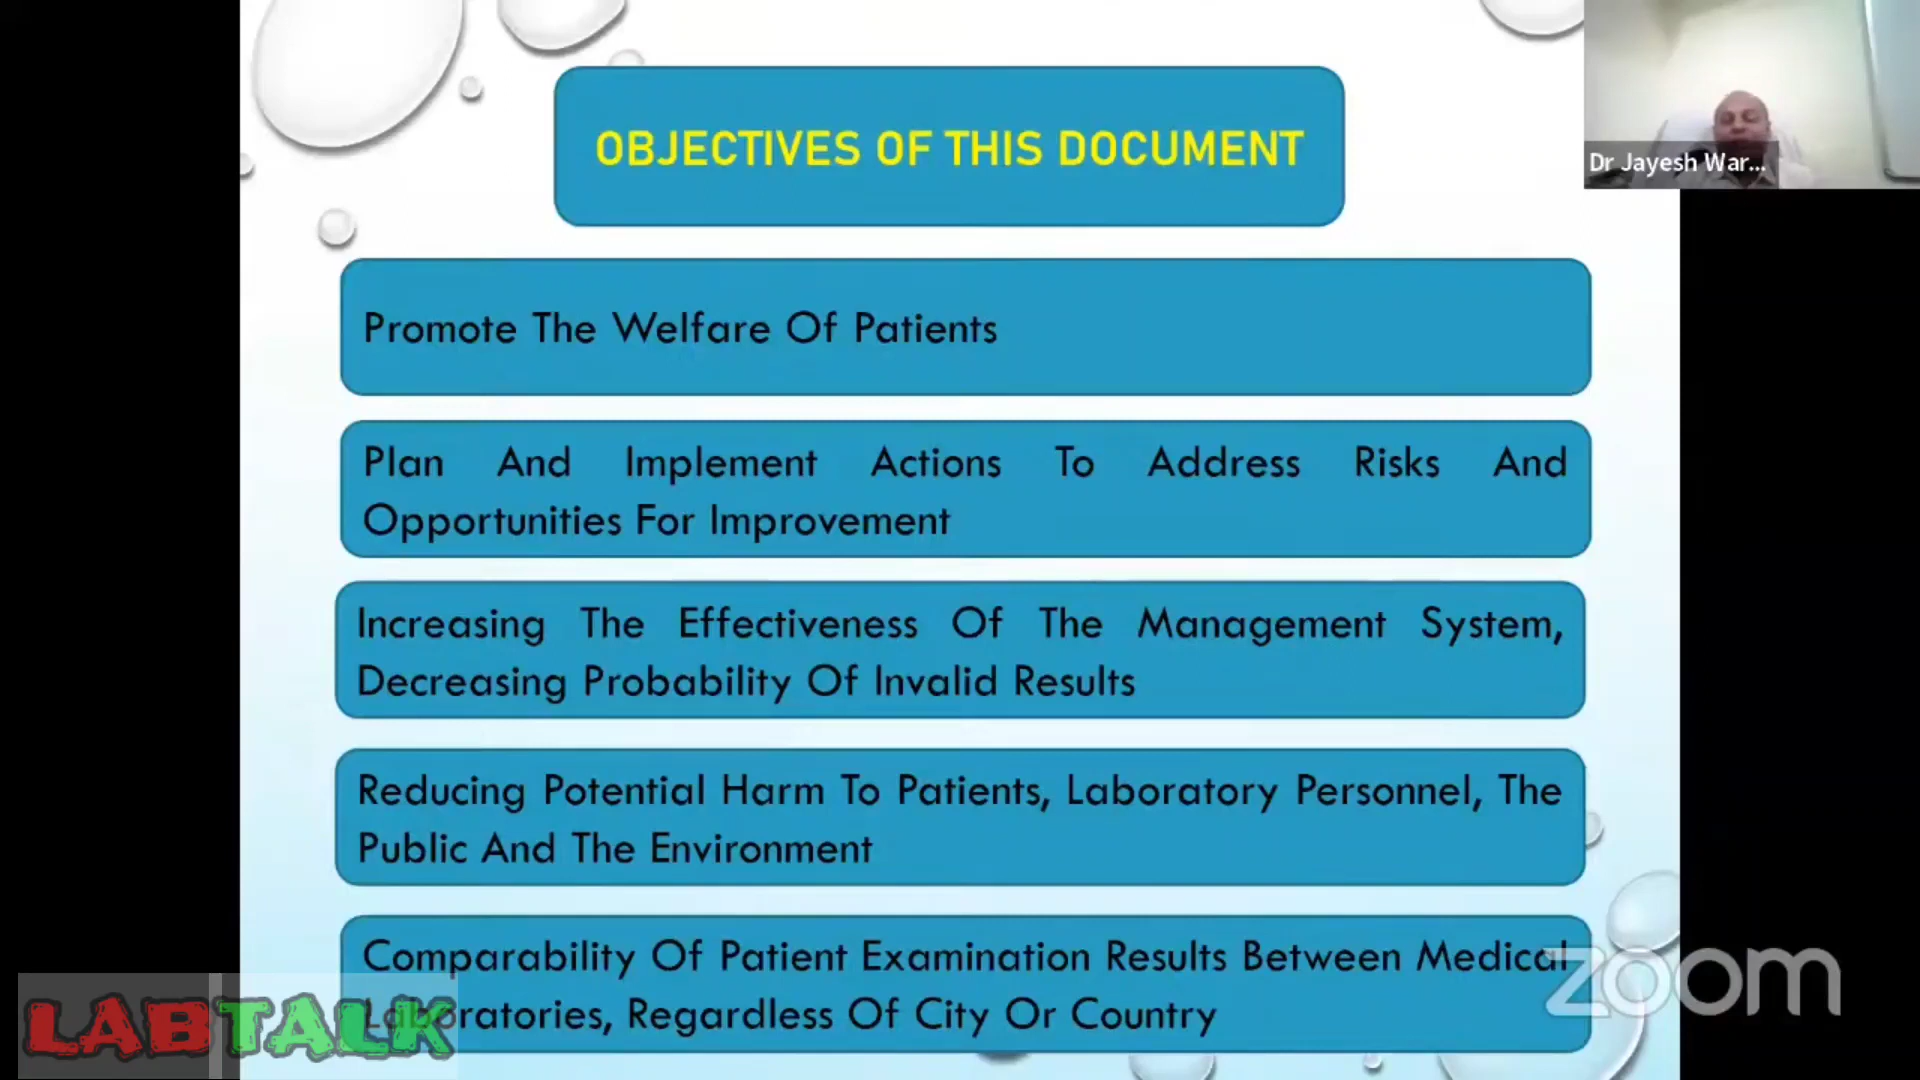 OBJECTIVES OF THIS DOCUMENT
Dr Jayesh War...
Promote The Welfare Of Patients
Plan And Implement Actions To Address Risks And
Opportunities For Improvement
Increasing The Effectiveness Of The Management System,
Decreasing Probability Of Invalid Results
Reducing Potential Harm To Patients, Laboratory Personnel, The
Public And The Environment
Comparability Of Patient Examination Results Between Medical
Laboratories, Regardless Of City Or Country
zoom
LABTALK